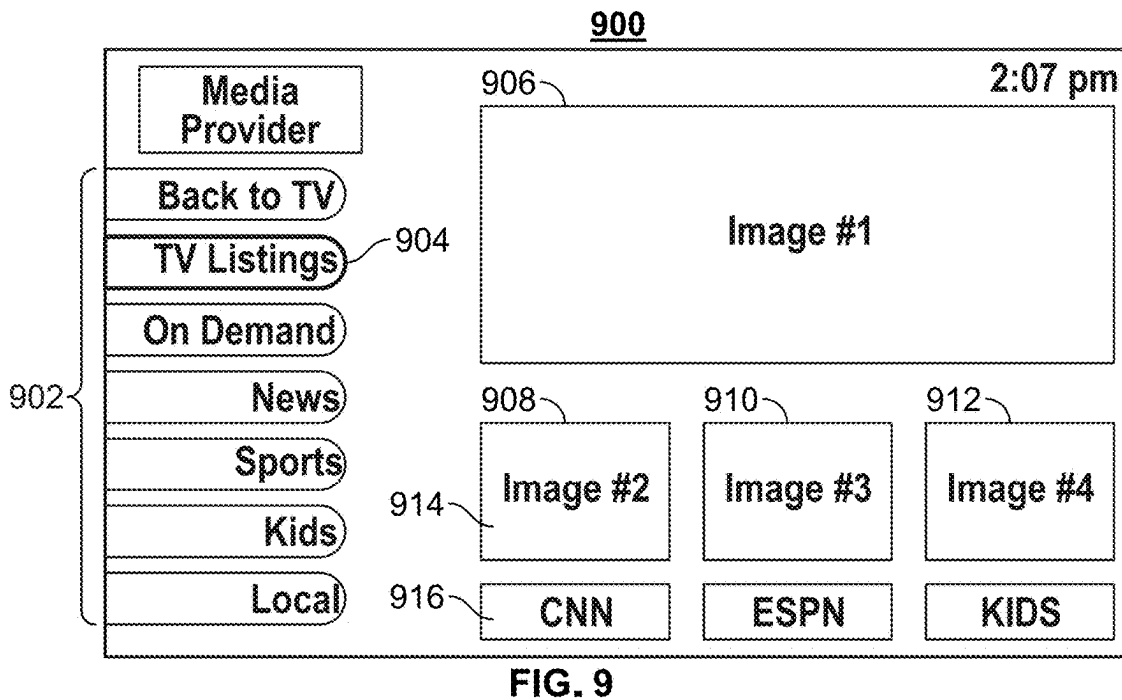 900
2:07 pm
Media
Provider
906
Back to TV
TV Listings
904
Image #1
On Demand
902
News
908
910
912
Sports
Image #2
Image #3
Image #4
914
Kids
Local
916
CNN
ESPN
KIDS
FIG. 9